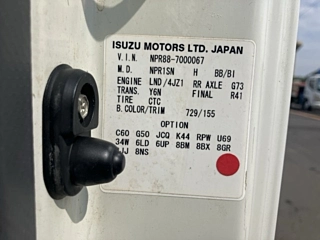 ISUZU MOTORS LTD. JAPAN
V.I.N. NPR88-7000067
M.D. NPR1SN H BB/BI
ENGINE LND /4JZ1 RR AXLE G73
TRANS. Y6N FINAL R41
TIRE CTC
B.COLOR/TRIM 729/155
OPTION
C60 G50 JCQ K44 RPW U69
34W 6LD 6UP 8BM 8BX 8GR
8NS